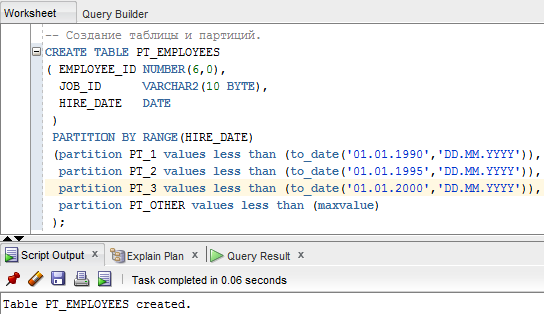 Worksheet Query Builder
-- Создание таблицы и партиций.
CREATE TABLE PT_EMPLOYEES
( EMPLOYEE_ID NUMBER(6,0),
JOB_ID VARCHAR2(10 BYTE),
HIRE_DATE DATE
)
PARTITION BY RANGE(HIRE_DATE)
(partition PT_1 values less than (to_date('01.01.1990','DD.MM.YYYY')),
partition PT_2 values less than (to_date('01.01.1995','DD.MM.YYYY')),
partition PT_3 values less than (to_date('01.01.2000','DD.MM.YYYY')),
partition PT_OTHER values less than (maxvalue)
);
Script Output x Explain Plan x Query Result x
Task completed in 0.06 seconds
Table PT_EMPLOYEES created.